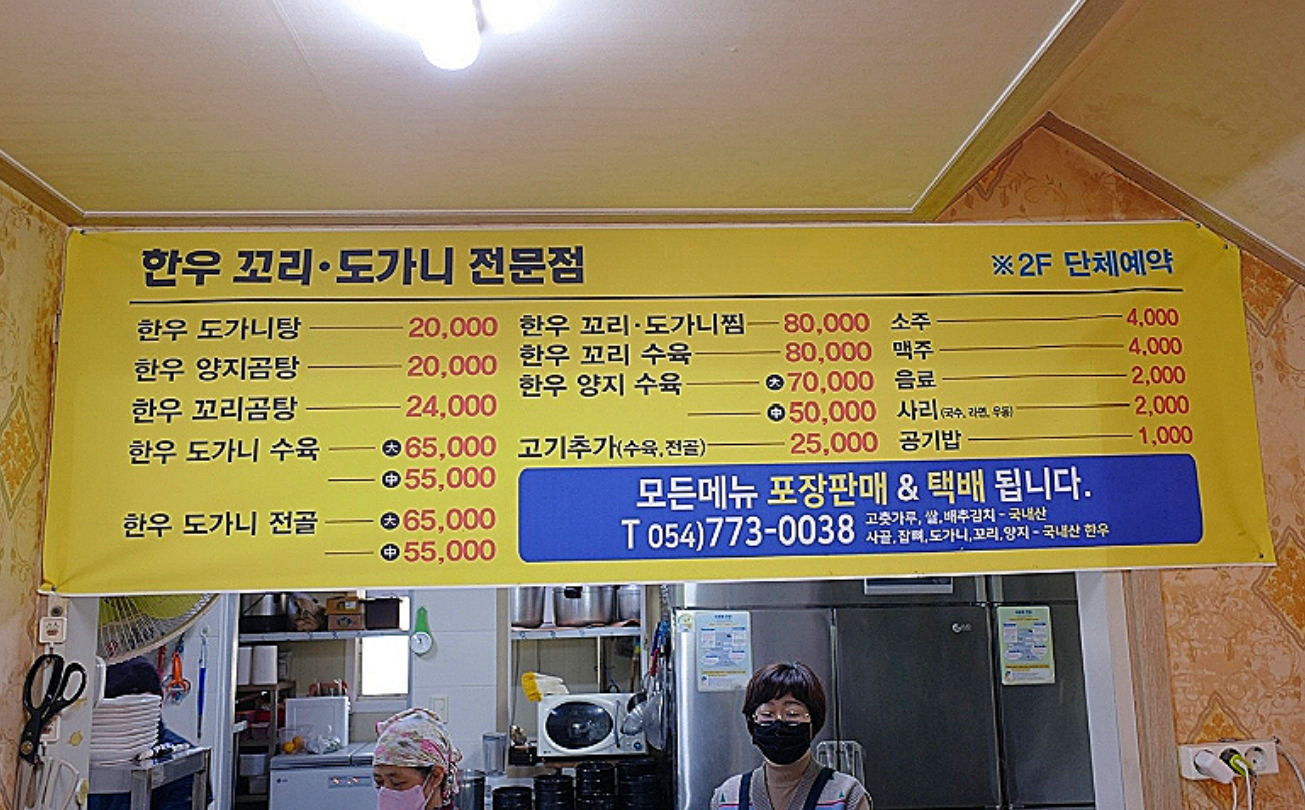 한우 꼬리·도가니 전문점
※2F 단체예약
한우 도가니탕 20,000
한우 양지곰탕 20,000
한우 꼬리곰탕 24,000
한우 도가니 수육 大 65,000
中 55,000
한우 도가니 전골 大 65,000
中 55,000
한우 꼬리·도가니찜 80,000
한우 꼬리 수육 80,000
한우 양지 수육 大 70,000
中 50,000
고기추가(수육,전골) 25,000
소주 4,000
맥주 4,000
음료 2,000
사리(국수, 라면, 우동) 2,000
공기밥 1,000
모든메뉴 포장판매 & 택배 됩니다.
T 054)773-0038
고춧가루, 쌀, 배추김치 - 국내산
사골,잡뼈,도가니,꼬리,양지 - 국내산 한우